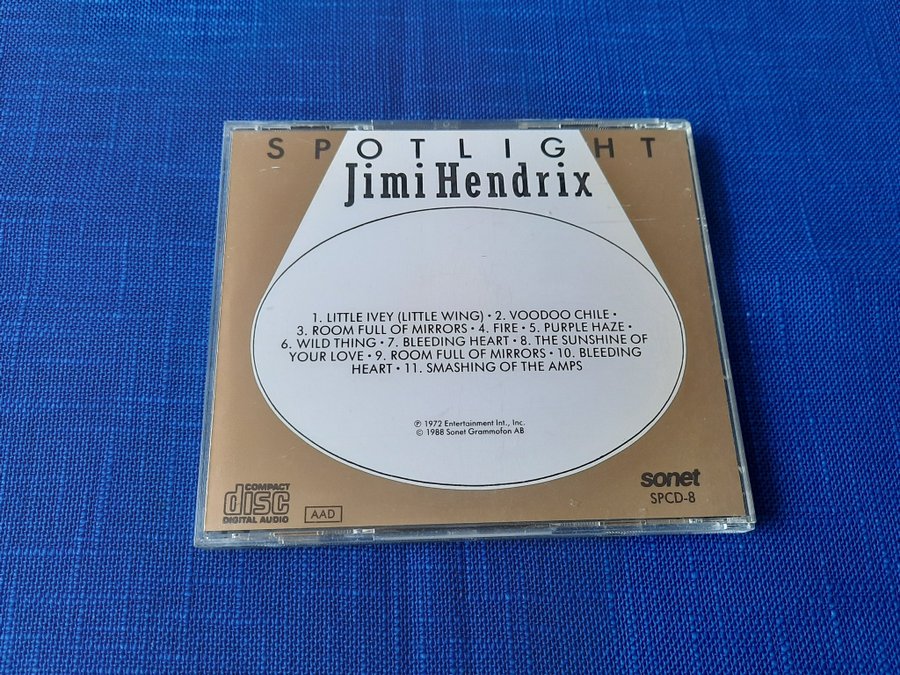 SPOTLIGHT
Jimi Hendrix
1. LITTLE IVEY (LITTLE WING) • 2. VOODOO CHILE •
3. ROOM FULL OF MIRRORS • 4. FIRE • 5. PURPLE HAZE •
6. WILD THING • 7. BLEEDING HEART • 8. THE SUNSHINE OF
YOUR LOVE • 9. ROOM FULL OF MIRRORS • 10. BLEEDING
HEART • 11. SMASHING OF THE AMPS
℗ 1972 Entertainment Int., Inc.
© 1988 Sonet Grammofon AB
COMPACT
disc
DIGITAL AUDIO
AAD
sonet
SPCD-8